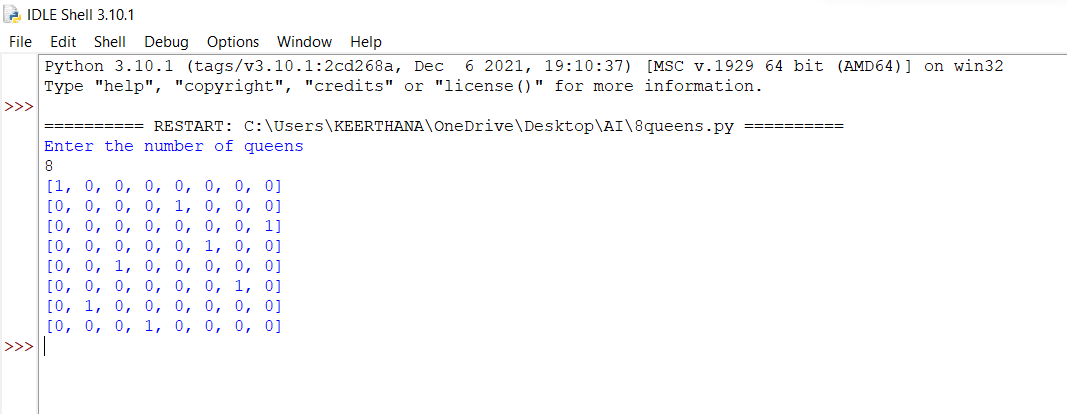 IDLE Shell 3.10.1
File Edit Shell Debug Options Window Help
Python 3.10.1 (tags/v3.10.1:2cd268a, Dec  6 2021, 19:10:37) [MSC v.1929 64 bit (AMD64)] on win32
Type "help", "copyright", "credits" or "license()" for more information.
>>>
========== RESTART: C:\Users\KEERTHANA\OneDrive\Desktop\AI\8queens.py ==========
Enter the number of queens
8
[1, 0, 0, 0, 0, 0, 0, 0]
[0, 0, 0, 0, 1, 0, 0, 0]
[0, 0, 0, 0, 0, 0, 0, 1]
[0, 0, 0, 0, 0, 1, 0, 0]
[0, 0, 1, 0, 0, 0, 0, 0]
[0, 0, 0, 0, 0, 0, 1, 0]
[0, 1, 0, 0, 0, 0, 0, 0]
[0, 0, 0, 1, 0, 0, 0, 0]
>>>